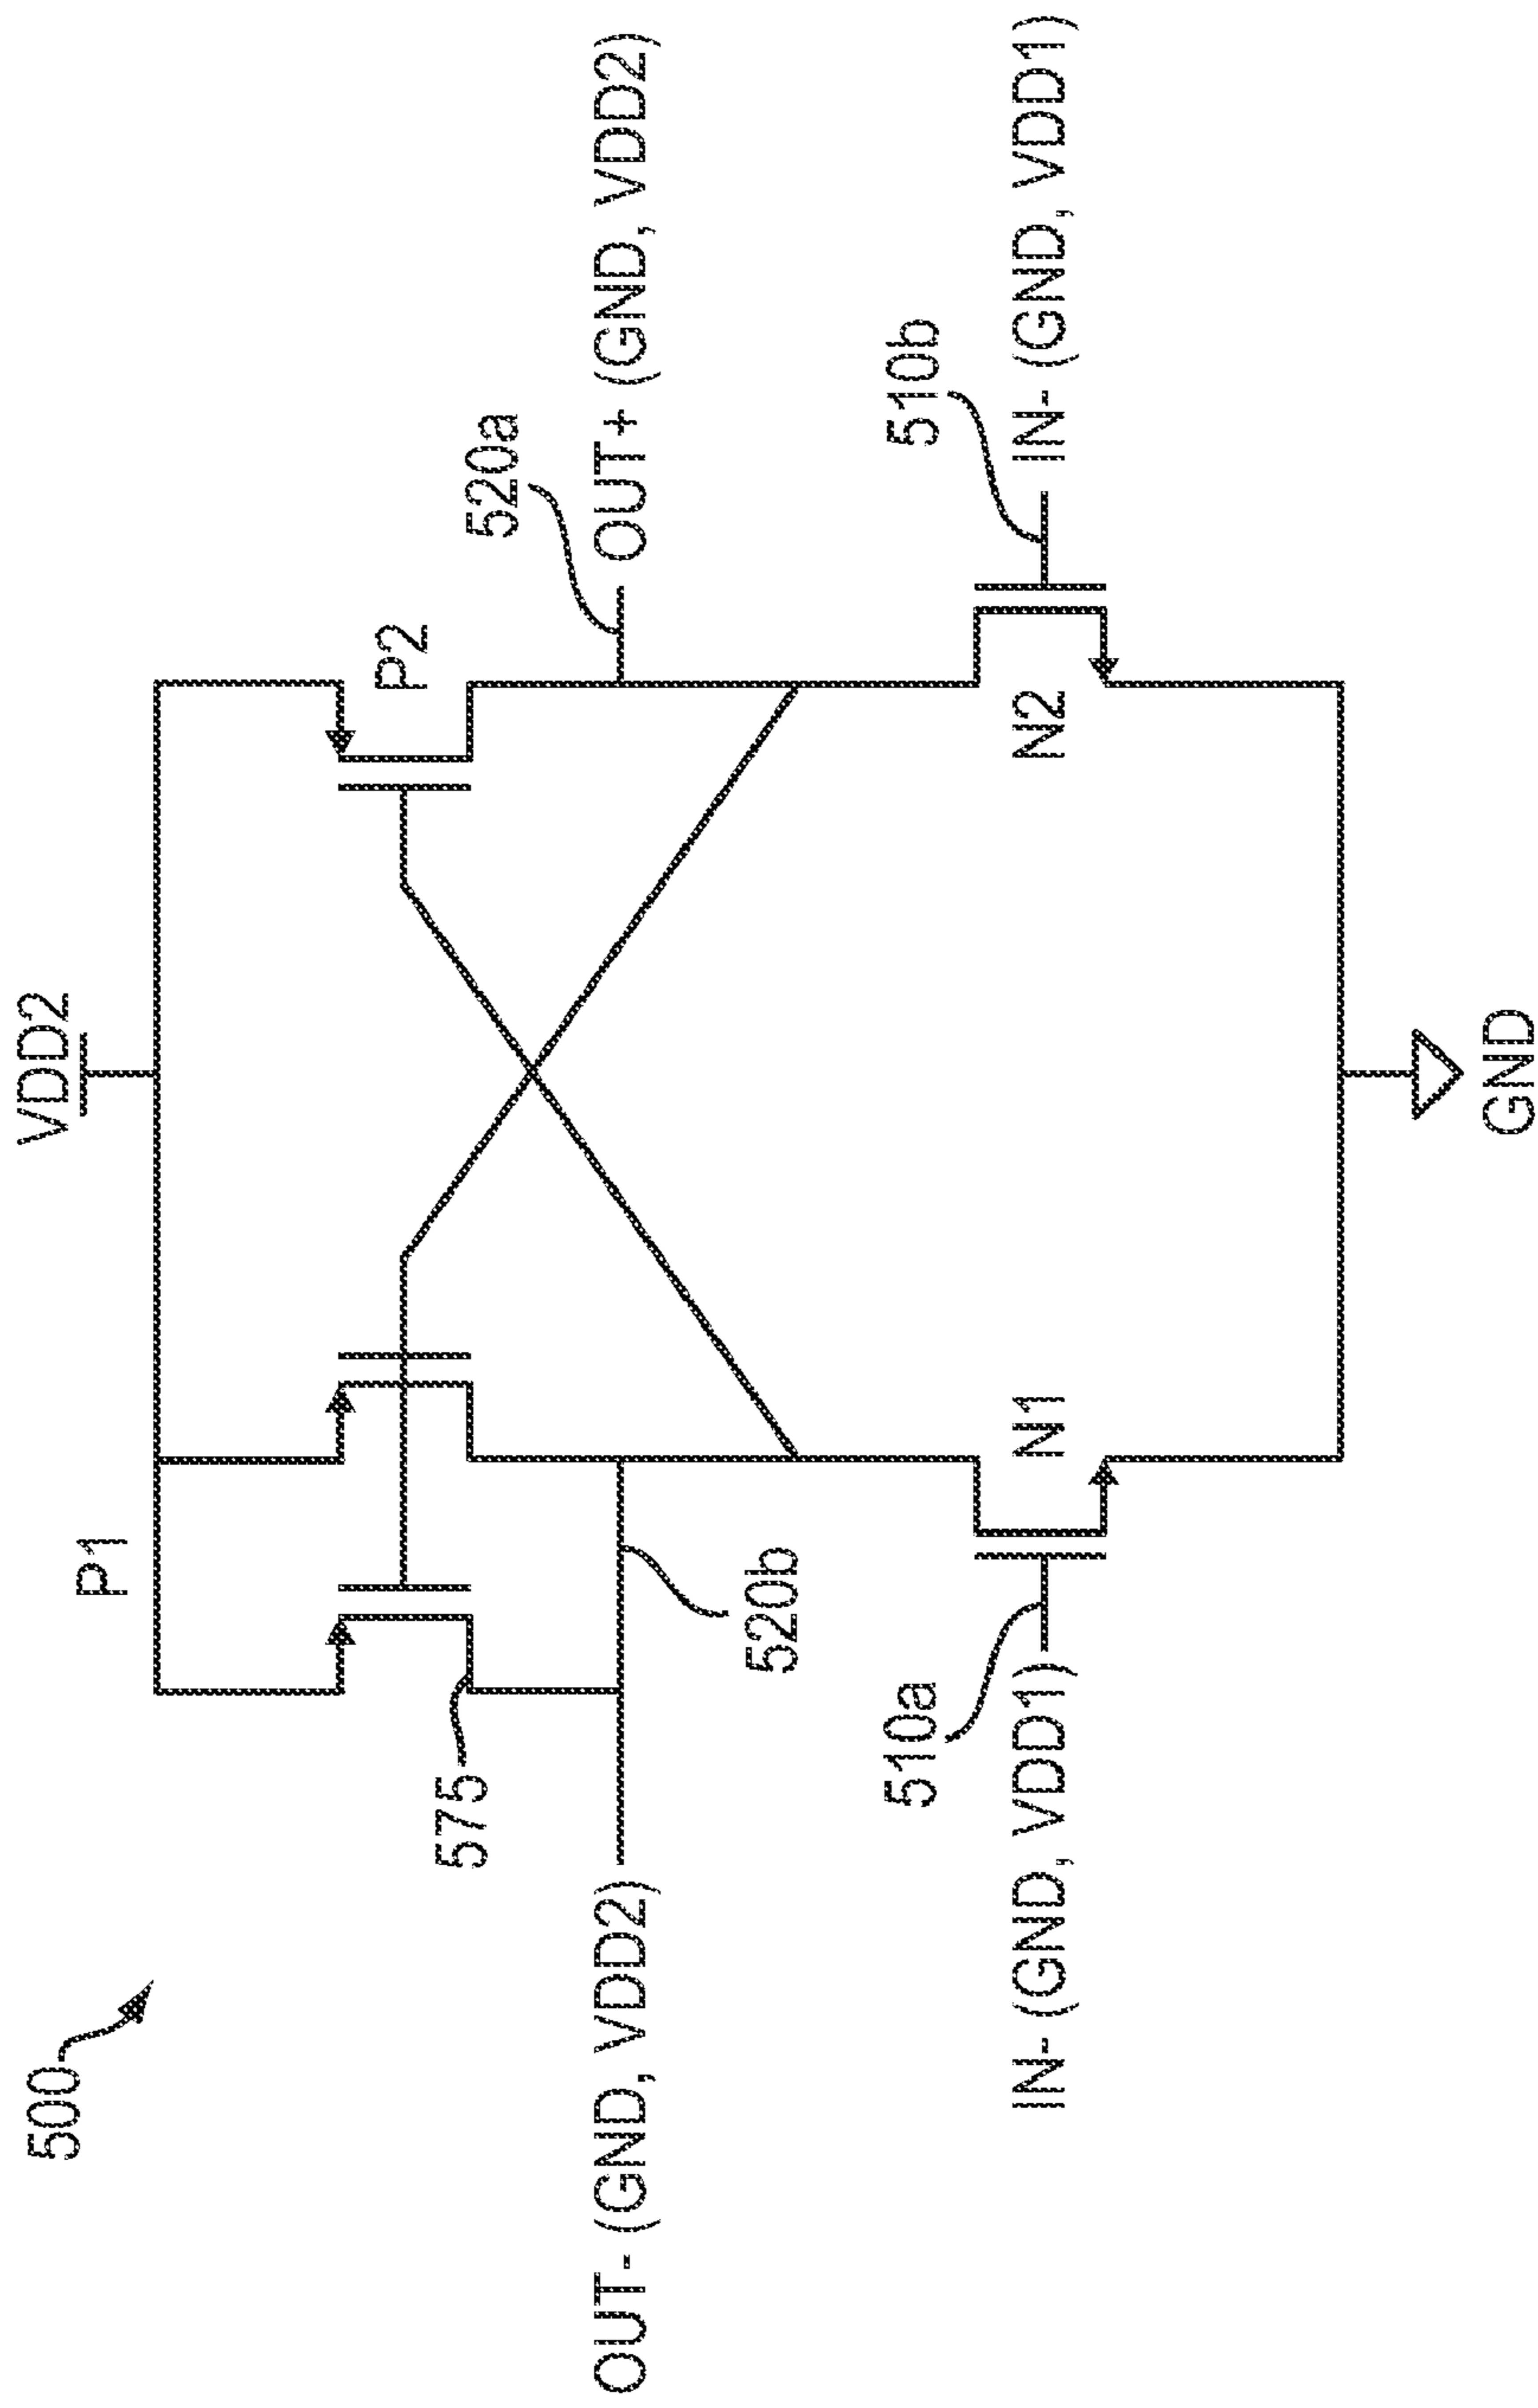 500
VDD2
P1
P2
575
520a
OUT- (GND, VDD2)
OUT+ (GND, VDD2)
520b
510a
510b
IN- (GND, VDD1)
N1
N2
IN- (GND, VDD1)
GND